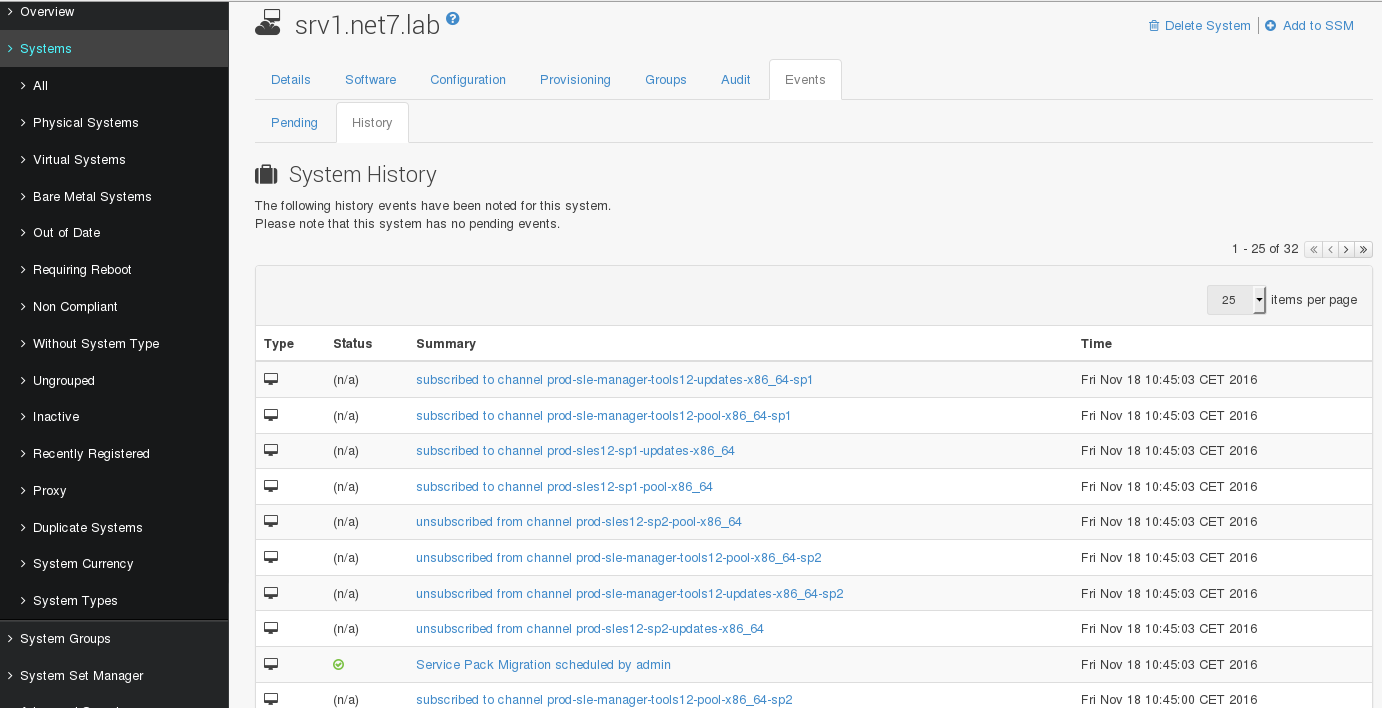 Overview
Systems
All
Physical Systems
Virtual Systems
Bare Metal Systems
Out of Date
Requiring Reboot
Non Compliant
Without System Type
Ungrouped
Inactive
Recently Registered
Proxy
Duplicate Systems
System Currency
System Types
System Groups
System Set Manager
srv1.net7.lab ?
Delete System | Add to SSM
Details Software Configuration Provisioning Groups Audit Events
Pending History
System History
The following history events have been noted for this system.
Please note that this system has no pending events.
1 - 25 of 32
25 items per page
Type Status Summary Time
(n/a) subscribed to channel prod-sle-manager-tools12-updates-x86_64-sp1 Fri Nov 18 10:45:03 CET 2016
(n/a) subscribed to channel prod-sle-manager-tools12-pool-x86_64-sp1 Fri Nov 18 10:45:03 CET 2016
(n/a) subscribed to channel prod-sles12-sp1-updates-x86_64 Fri Nov 18 10:45:03 CET 2016
(n/a) subscribed to channel prod-sles12-sp1-pool-x86_64 Fri Nov 18 10:45:03 CET 2016
(n/a) unsubscribed from channel prod-sles12-sp2-pool-x86_64 Fri Nov 18 10:45:03 CET 2016
(n/a) unsubscribed from channel prod-sle-manager-tools12-pool-x86_64-sp2 Fri Nov 18 10:45:03 CET 2016
(n/a) unsubscribed from channel prod-sle-manager-tools12-updates-x86_64-sp2 Fri Nov 18 10:45:03 CET 2016
(n/a) unsubscribed from channel prod-sles12-sp2-updates-x86_64 Fri Nov 18 10:45:03 CET 2016
Service Pack Migration scheduled by admin Fri Nov 18 10:45:03 CET 2016
(n/a) subscribed to channel prod-sle-manager-tools12-pool-x86_64-sp2 Fri Nov 18 10:45:00 CET 2016